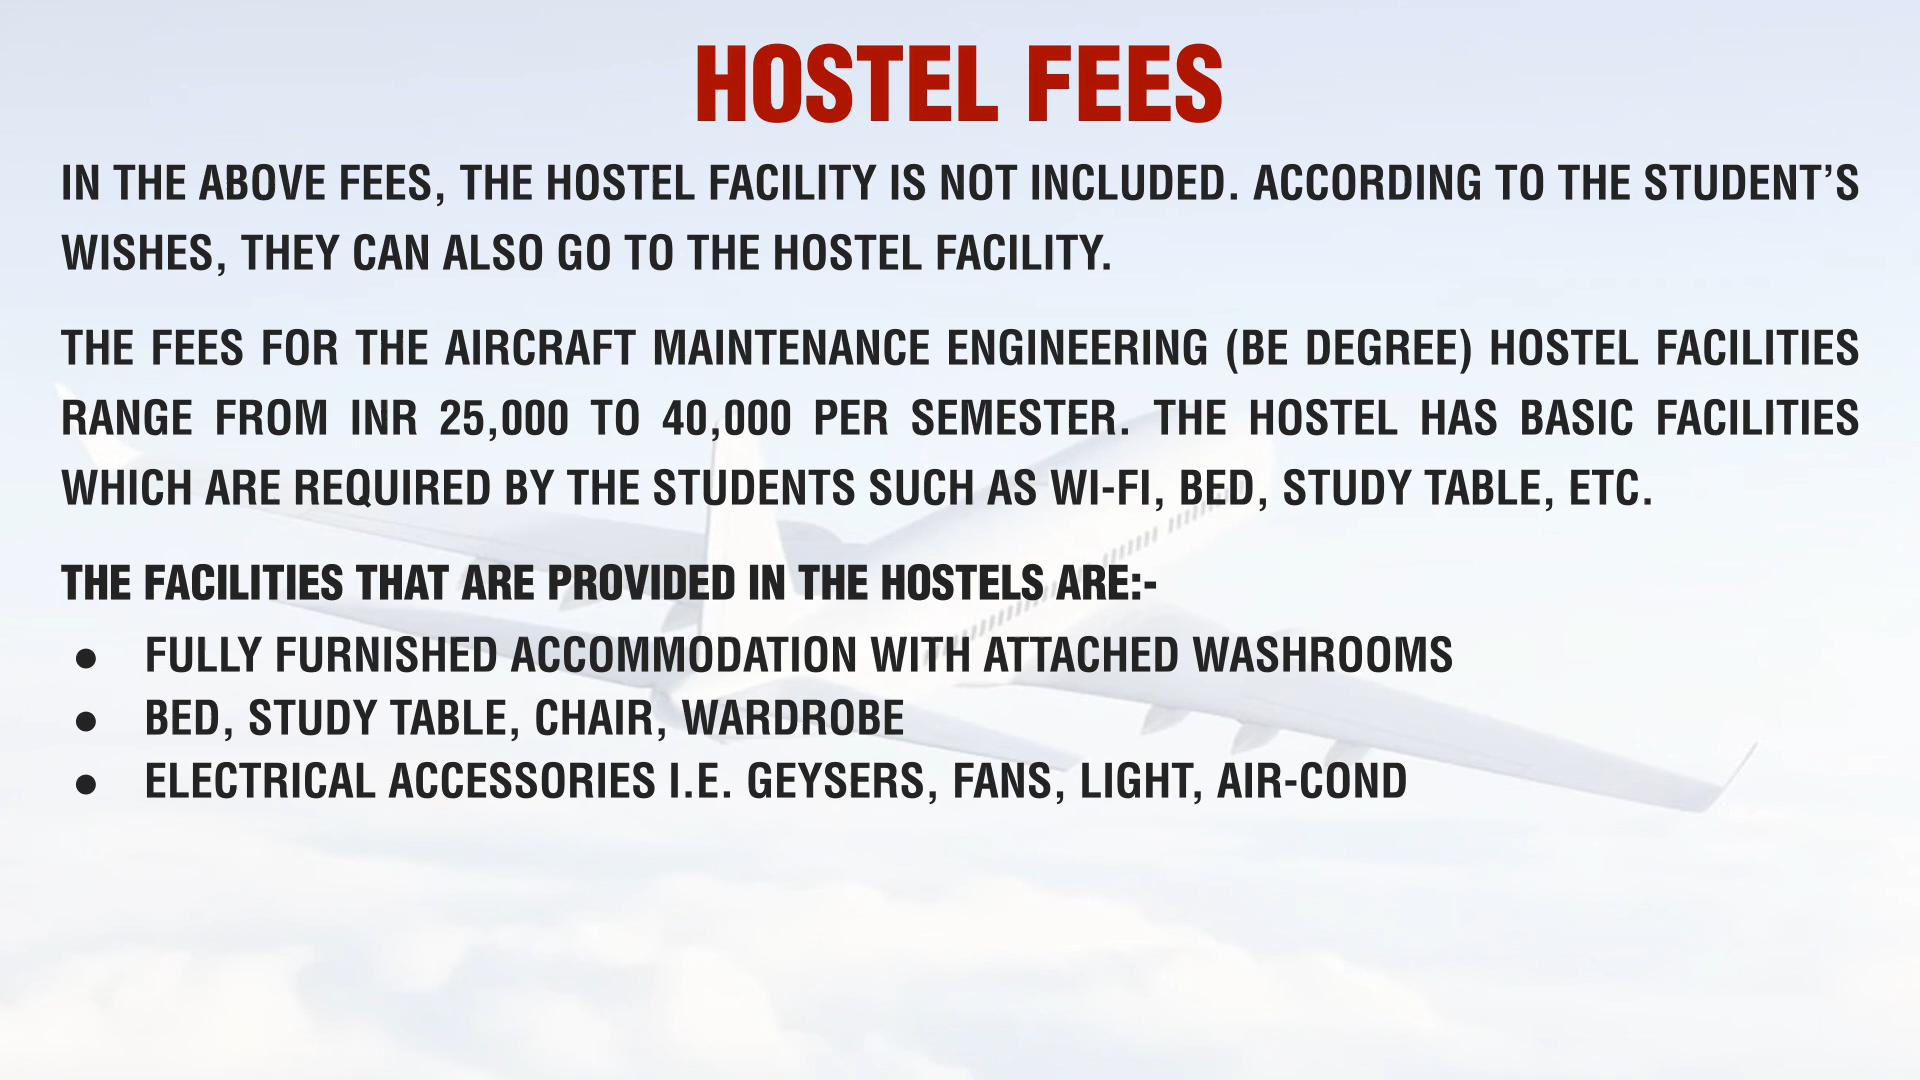 HOSTEL FEES
IN THE ABOVE FEES, THE HOSTEL FACILITY IS NOT INCLUDED. ACCORDING TO THE STUDENT’S
WISHES, THEY CAN ALSO GO TO THE HOSTEL FACILITY.
THE FEES FOR THE AIRCRAFT MAINTENANCE ENGINEERING (BE DEGREE) HOSTEL FACILITIES
RANGE FROM INR 25,000 TO 40,000 PER SEMESTER. THE HOSTEL HAS BASIC FACILITIES
WHICH ARE REQUIRED BY THE STUDENTS SUCH AS WI-FI, BED, STUDY TABLE, ETC.
THE FACILITIES THAT ARE PROVIDED IN THE HOSTELS ARE:-
● FULLY FURNISHED ACCOMMODATION WITH ATTACHED WASHROOMS
● BED, STUDY TABLE, CHAIR, WARDROBE
● ELECTRICAL ACCESSORIES I.E. GEYSERS, FANS, LIGHT, AIR-COND